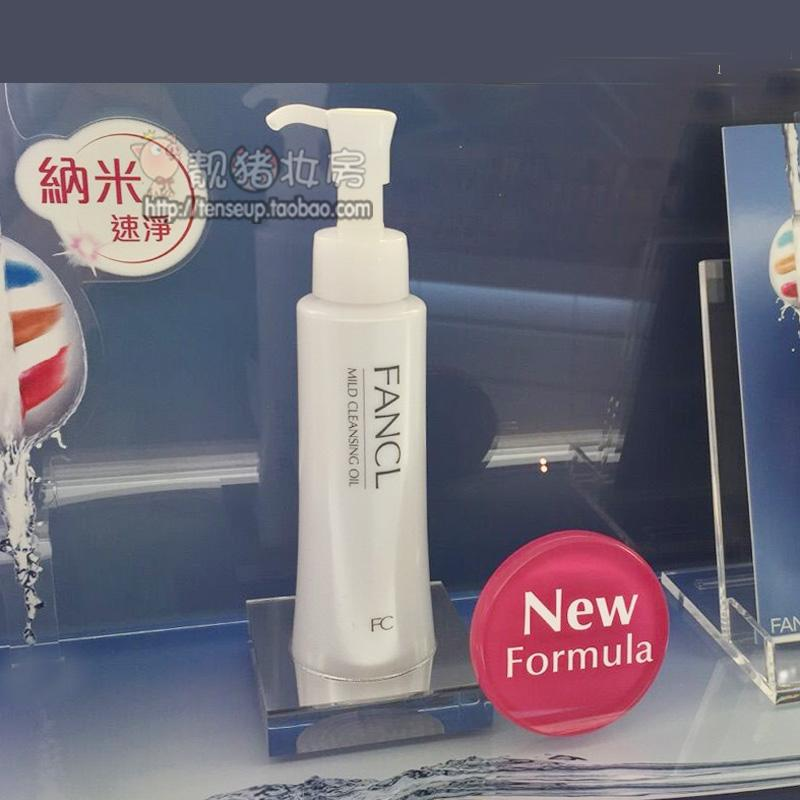 納米
速淨
靓猪妆房
http://tenseup.taobao.com
FANCL
MILD CLEANSING OIL
FC
New
Formula
FAN